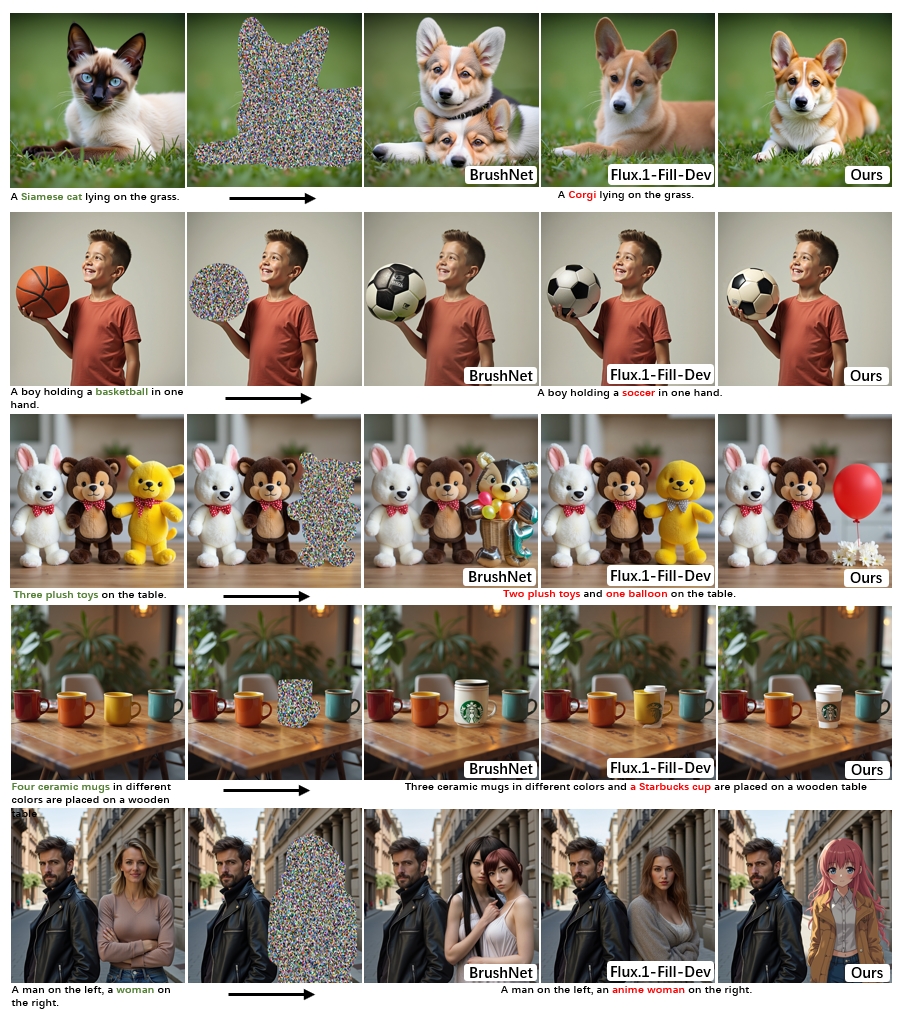 BrushNet
Flux.1-Fill-Dev
Ours
A Siamese cat lying on the grass.
A Corgi lying on the grass.
BrushNet
Flux.1-Fill-Dev
Ours
A boy holding a basketball in one
hand.
A boy holding a soccer in one hand.
BrushNet
Flux.1-Fill-Dev
Ours
Three plush toys on the table.
Two plush toys and one balloon on the table.
BrushNet
Flux.1-Fill-Dev
Ours
Four ceramic mugs in different
colors are placed on a wooden
table
Three ceramic mugs in different colors and a Starbucks cup are placed on a wooden table
BrushNet
Flux.1-Fill-Dev
Ours
A man on the left, a woman on
the right.
A man on the left, an anime woman on the right.